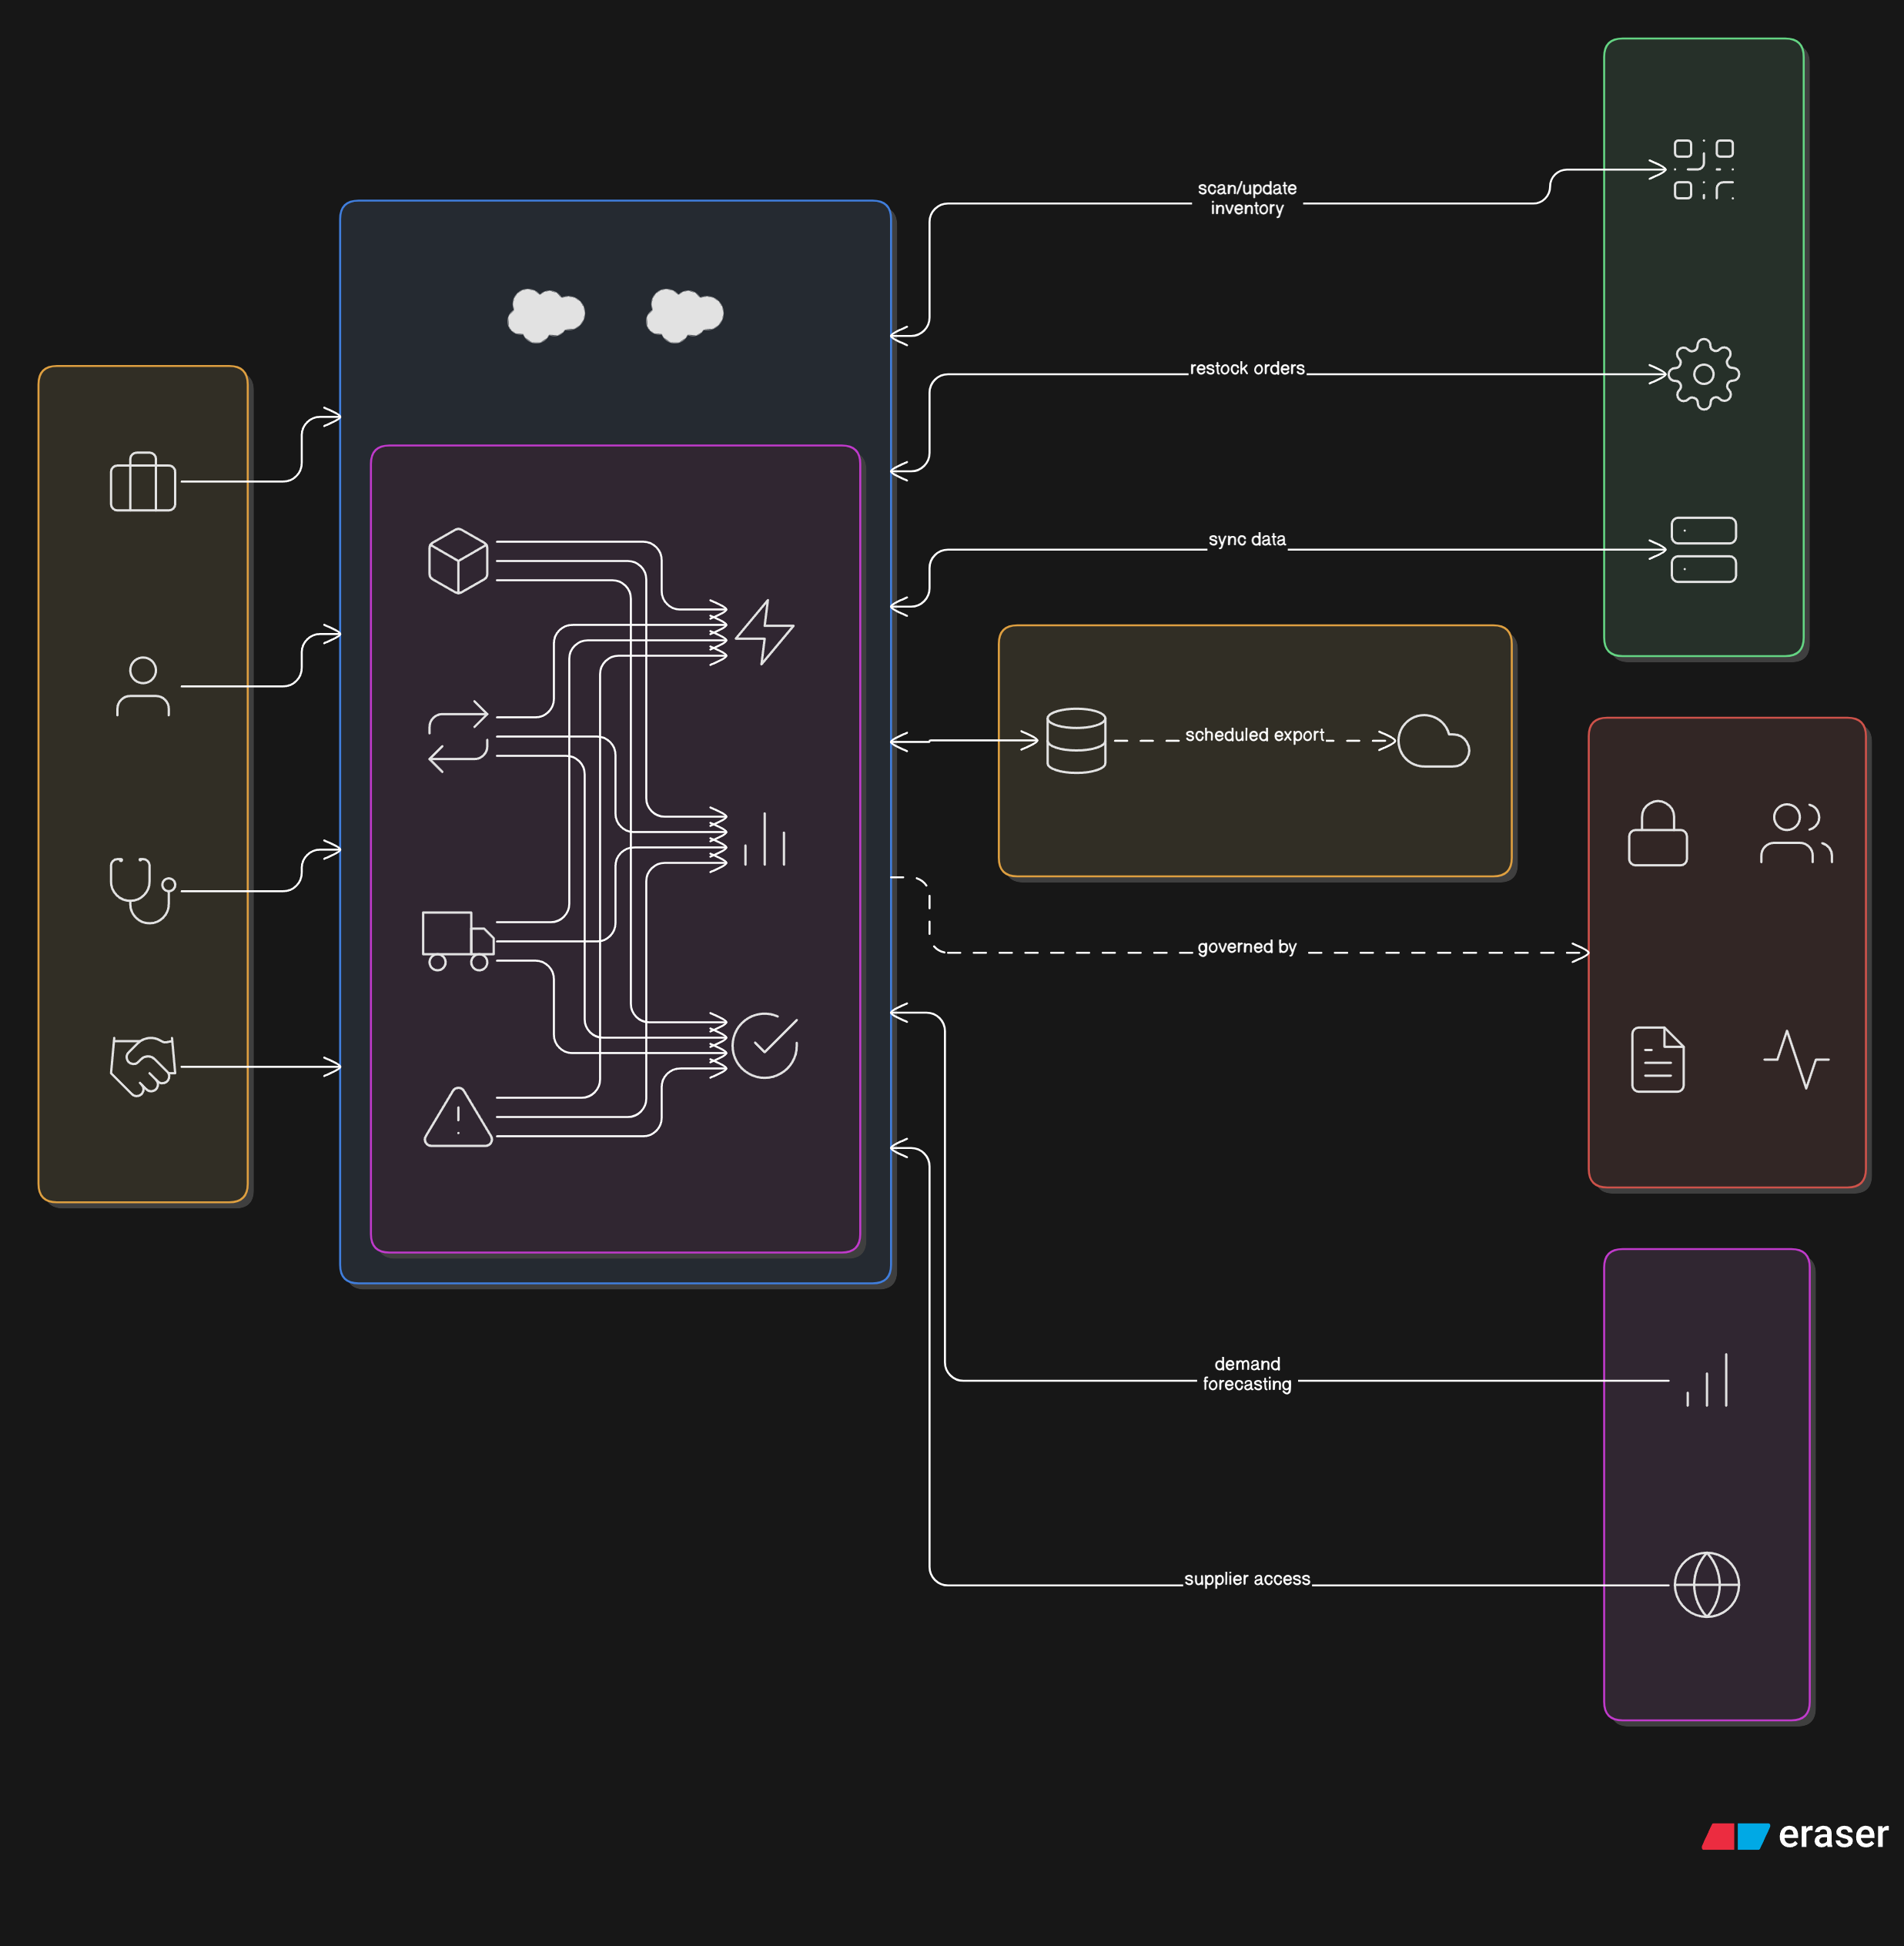 scan/update
inventory
restock orders
sync data
scheduled export
governed by
demand
forecasting
supplier access
eraser